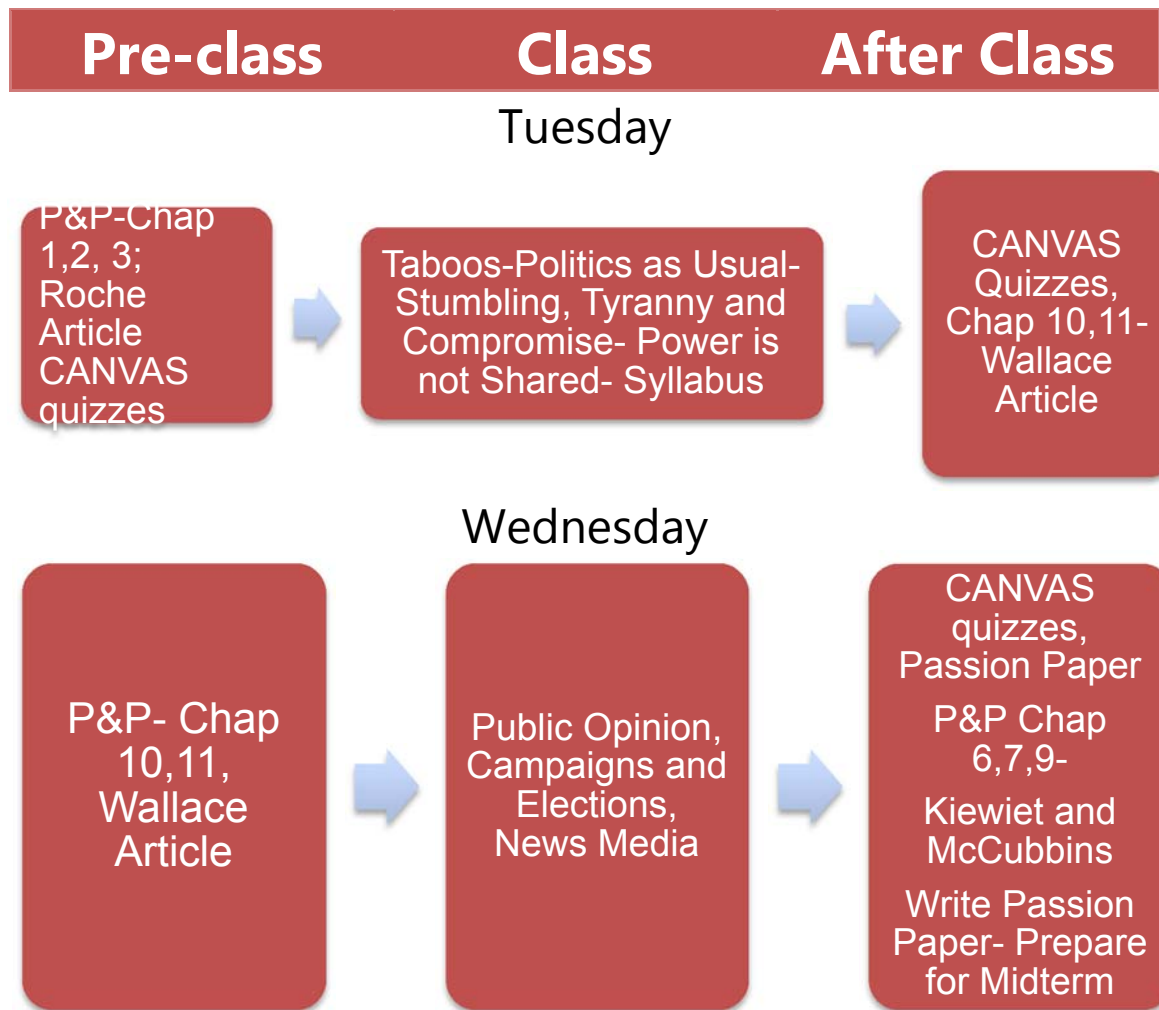 Pre-class Class After Class
Tuesday
P&P-Chap
1,2, 3;
Roche
Article
CANVAS
quizzes
Taboos-Politics as Usual-
Stumbling, Tyranny and
Compromise- Power is
not Shared- Syllabus
CANVAS
Quizzes,
Chap 10,11-
Wallace
Article
Wednesday
P&P- Chap
10,11,
Wallace
Article
Public Opinion,
Campaigns and
Elections,
News Media
CANVAS
quizzes,
Passion Paper
P&P Chap
6,7,9-
Kiewiet and
McCubbins
Write Passion
Paper- Prepare
for Midterm